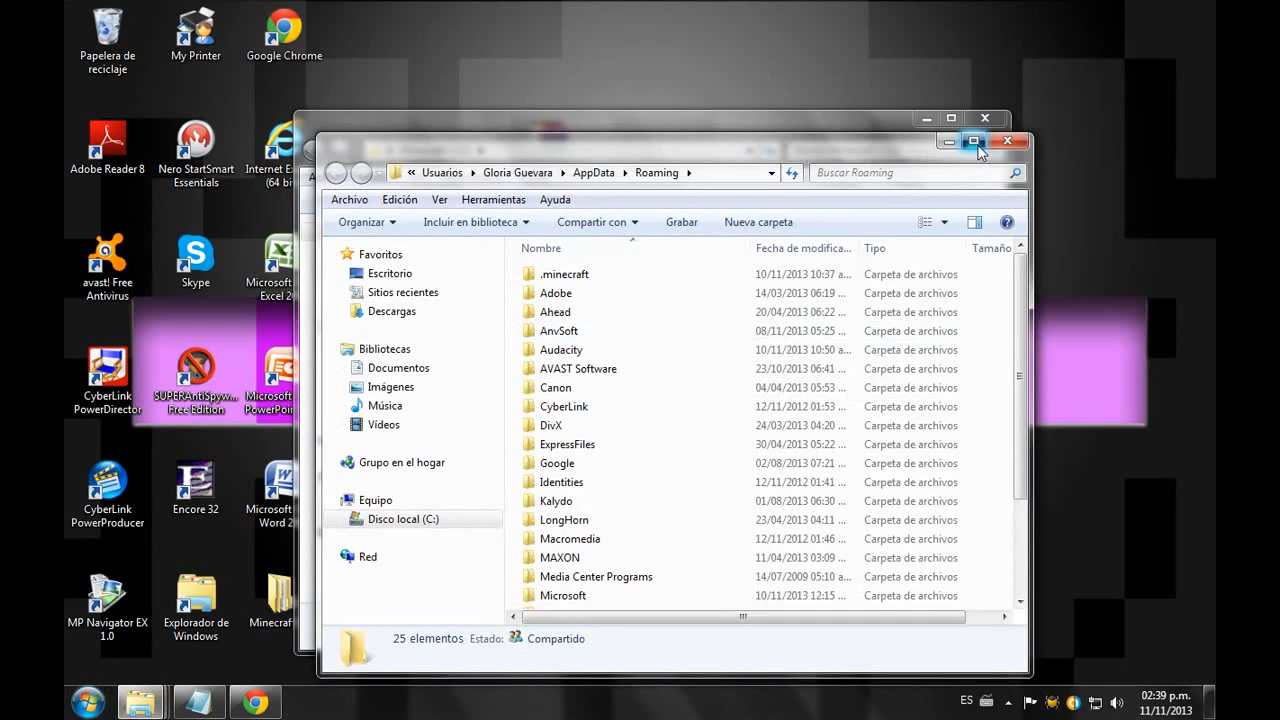 Papelera de
reciclaje
My Printer
Google Chrome
Adobe Reader 8
Nero StartSmart
Essentials
Internet Ex
(64 bi
avast! Free
Antivirus
Skype
Microsof
Excel 20
CyberLink
PowerDirector
SUPERAntiSpyw...
Free Edition
Microsof
PowerPoin
CyberLink
PowerProducer
Encore 32
Microsof
Word 2
MP Navigator EX
1.0
Explorador de
Windows
Minecraf
« Usuarios Gloria Guevara AppData Roaming
Buscar Roaming
Archivo Edición Ver Herramientas Ayuda
Organizar Incluir en biblioteca Compartir con Grabar Nueva carpeta
Favoritos
Escritorio
Sitios recientes
Descargas
Bibliotecas
Documentos
Imágenes
Música
Vídeos
Grupo en el hogar
Equipo
Disco local (C:)
Red
Nombre Fecha de modifica... Tipo Tamaño
.minecraft 10/11/2013 10:37 a... Carpeta de archivos
Adobe 14/03/2013 06:19 ... Carpeta de archivos
Ahead 20/04/2013 06:22 ... Carpeta de archivos
AnvSoft 08/11/2013 05:25 ... Carpeta de archivos
Audacity 10/11/2013 10:50 a... Carpeta de archivos
AVAST Software 23/10/2013 06:41 ... Carpeta de archivos
Canon 04/04/2013 05:53 ... Carpeta de archivos
CyberLink 12/11/2012 01:53 ... Carpeta de archivos
DivX 24/03/2013 04:20 ... Carpeta de archivos
ExpressFiles 30/04/2013 05:22 ... Carpeta de archivos
Google 02/08/2013 07:21 ... Carpeta de archivos
Identities 12/11/2012 01:42 ... Carpeta de archivos
Kalydo 01/08/2013 06:30 ... Carpeta de archivos
LongHorn 23/04/2013 04:11 ... Carpeta de archivos
Macromedia 12/11/2012 01:46 ... Carpeta de archivos
MAXON 11/04/2013 03:09 ... Carpeta de archivos
Media Center Programs 14/07/2009 05:10 a... Carpeta de archivos
Microsoft 10/11/2013 12:15 ... Carpeta de archivos
25 elementos Estado: Compartido
ES
02:39 p.m.
11/11/2013